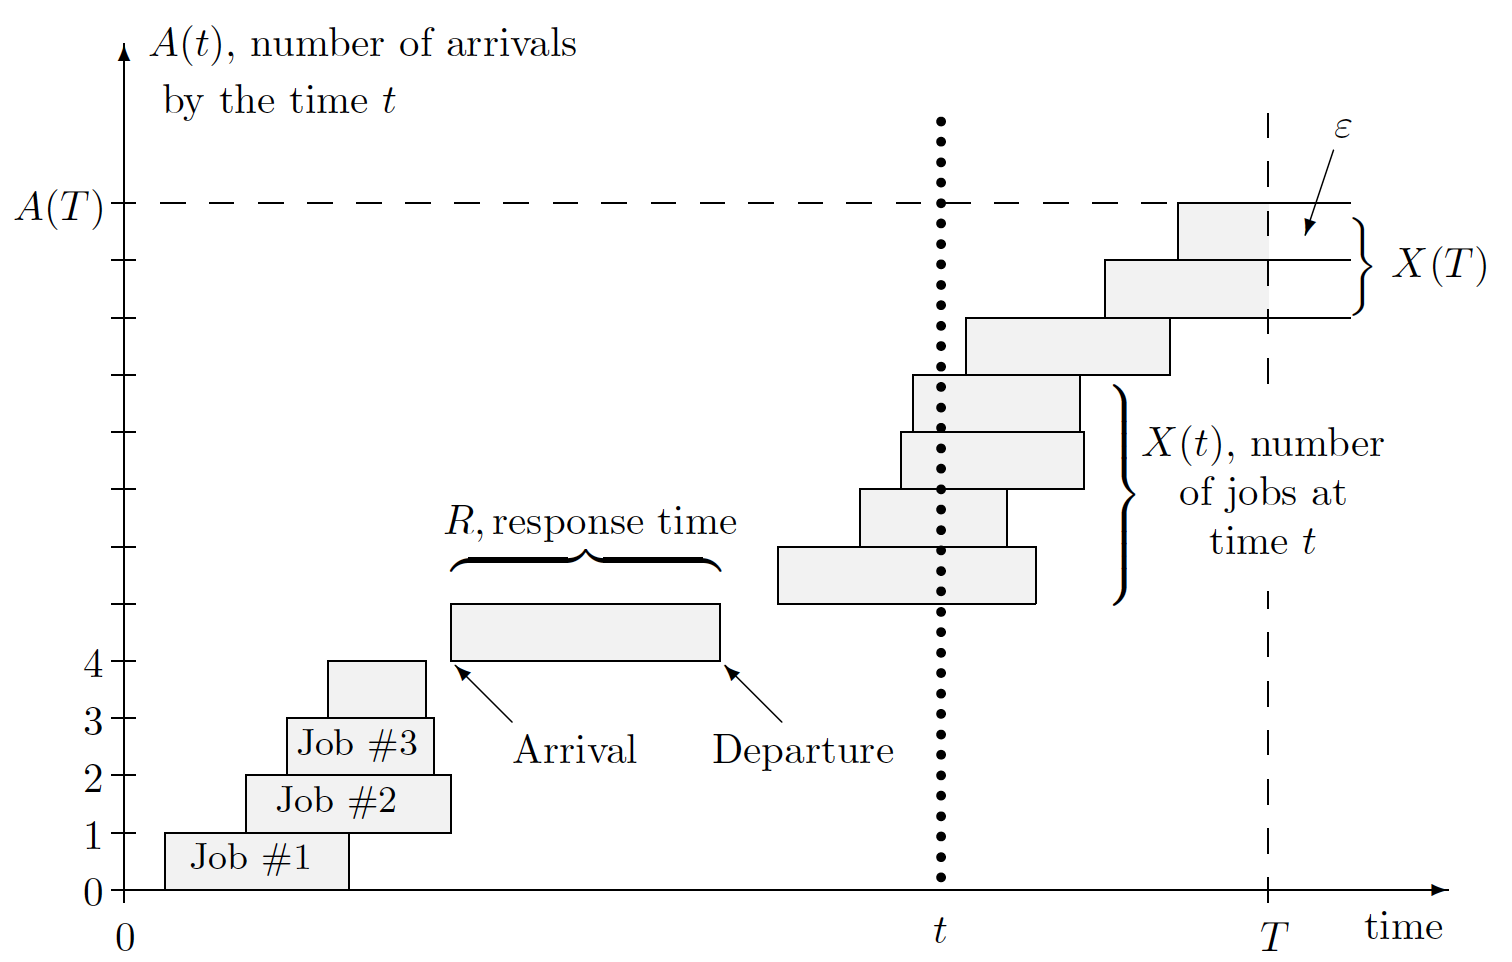 A(t), number of arrivals
by the time t
ε
A(T)
X(T)
X(t), number
of jobs at
time t
R, response time
4
3
Job #3
Arrival
Departure
2
Job #2
1
Job #1
0
0
t
T
time